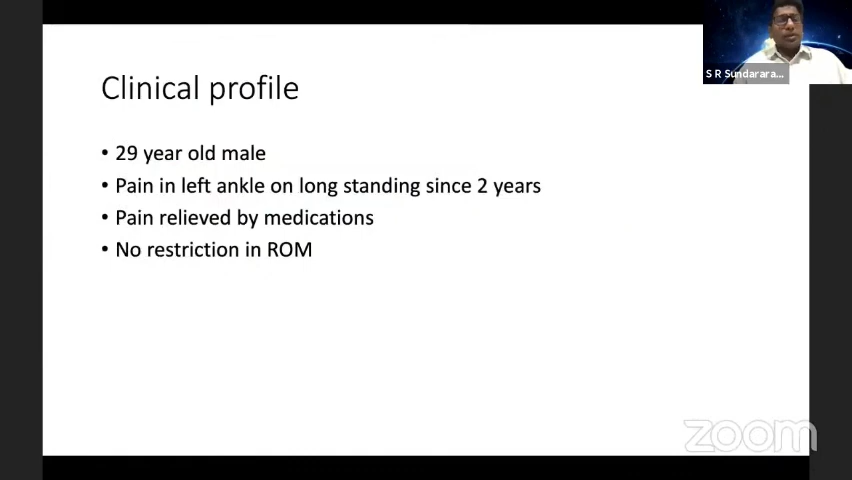 S R Sundarara...
Clinical profile
• 29 year old male
• Pain in left ankle on long standing since 2 years
• Pain relieved by medications
• No restriction in ROM
zoom